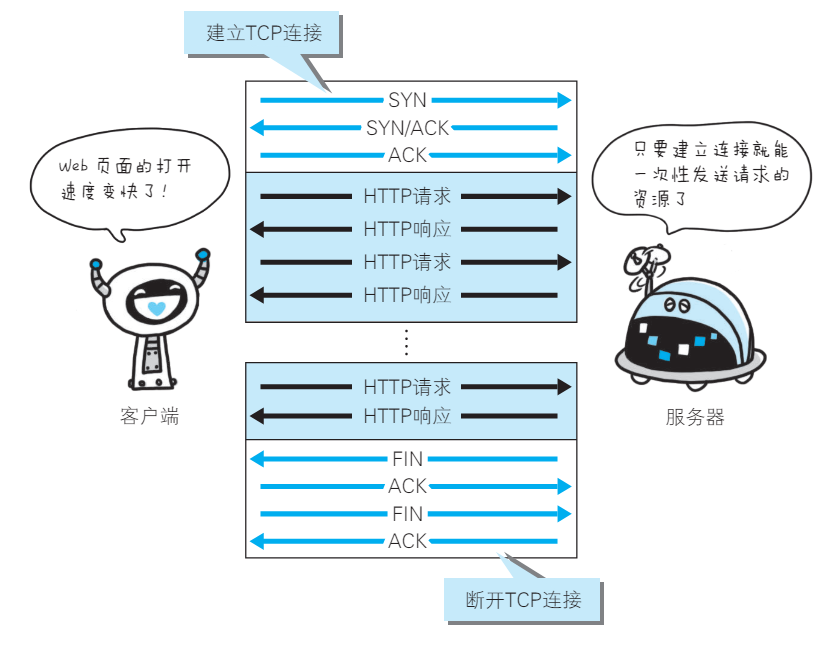 建立TCP连接
SYN
SYN/ACK
ACK
Web 页面的打开
速度变快了!
只要建立连接就能
一次性发送请求的
资源了
HTTP请求
HTTP响应
HTTP请求
HTTP响应
HTTP请求
HTTP响应
客户端
服务器
FIN
ACK
FIN
ACK
断开TCP连接